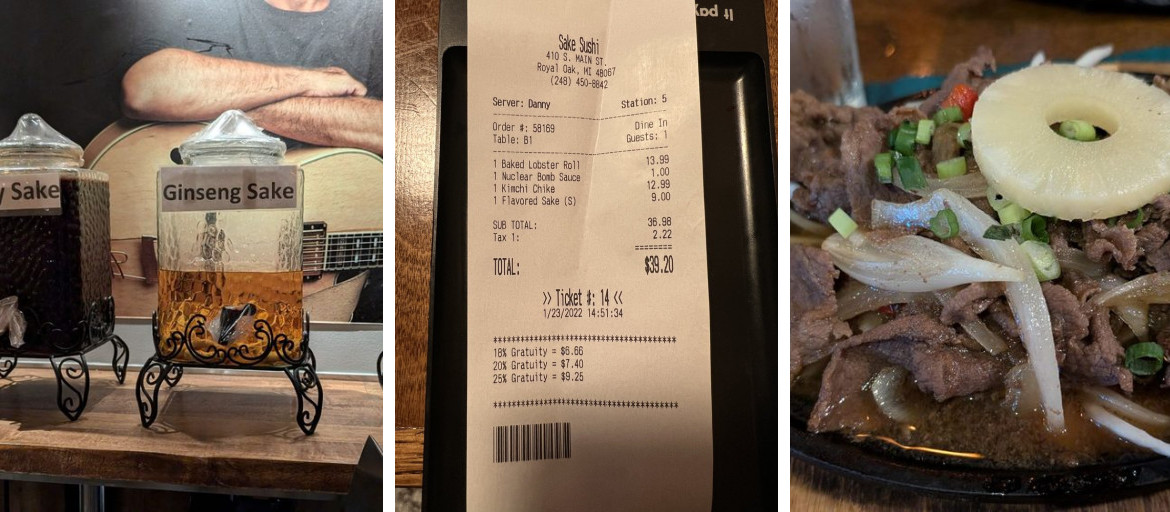 y Sake
Ginseng Sake
It pay
Sake Sushi
410 S. MAIN ST.
Royal Oak, MI 48067
(248) 450-8842
Server: Danny Station: 5
Order #: 58169 Dine In
Table: B1 Guests: 1
1 Baked Lobster Roll 13.99
1 Nuclear Bomb Sauce 1.00
1 Kimchi Chike 12.99
1 Flavored Sake (S) 9.00
SUB TOTAL: 36.98
Tax 1: 2.22
========
TOTAL: $39.20
>> Ticket #: 14 <<
1/23/2022 14:51:34
18% Gratuity = $6.66
20% Gratuity = $7.40
25% Gratuity = $9.25